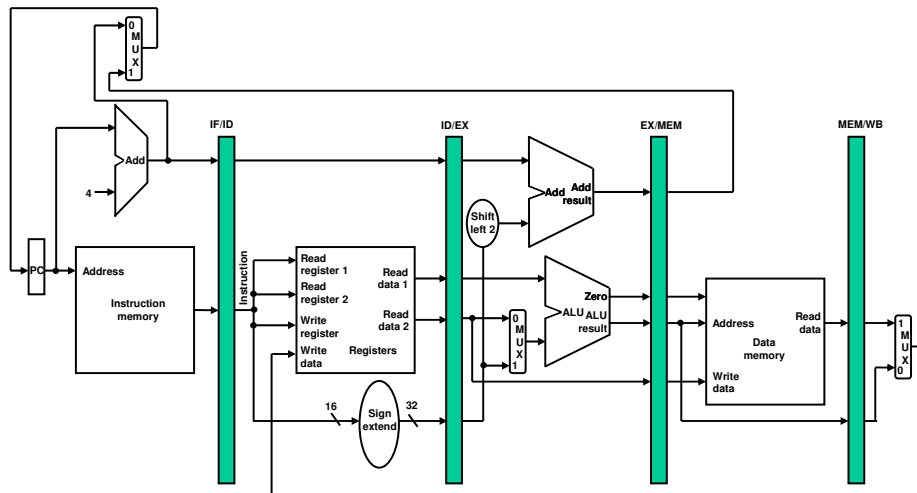 0
M
U
X
1
IF/ID
ID/EX
EX/MEM
MEM/WB
Add
4
Add
Add
result
Shift
left 2
PC
Address
Instruction
memory
Instruction
Read
register 1
Read
register 2
Write
register
Write
data
Read
data 1
Read
data 2
Registers
0
M
U
X
1
Zero
ALU
ALU
result
Address
Read
data
Data
memory
Write
data
1
M
U
X
0
16
Sign
extend
32